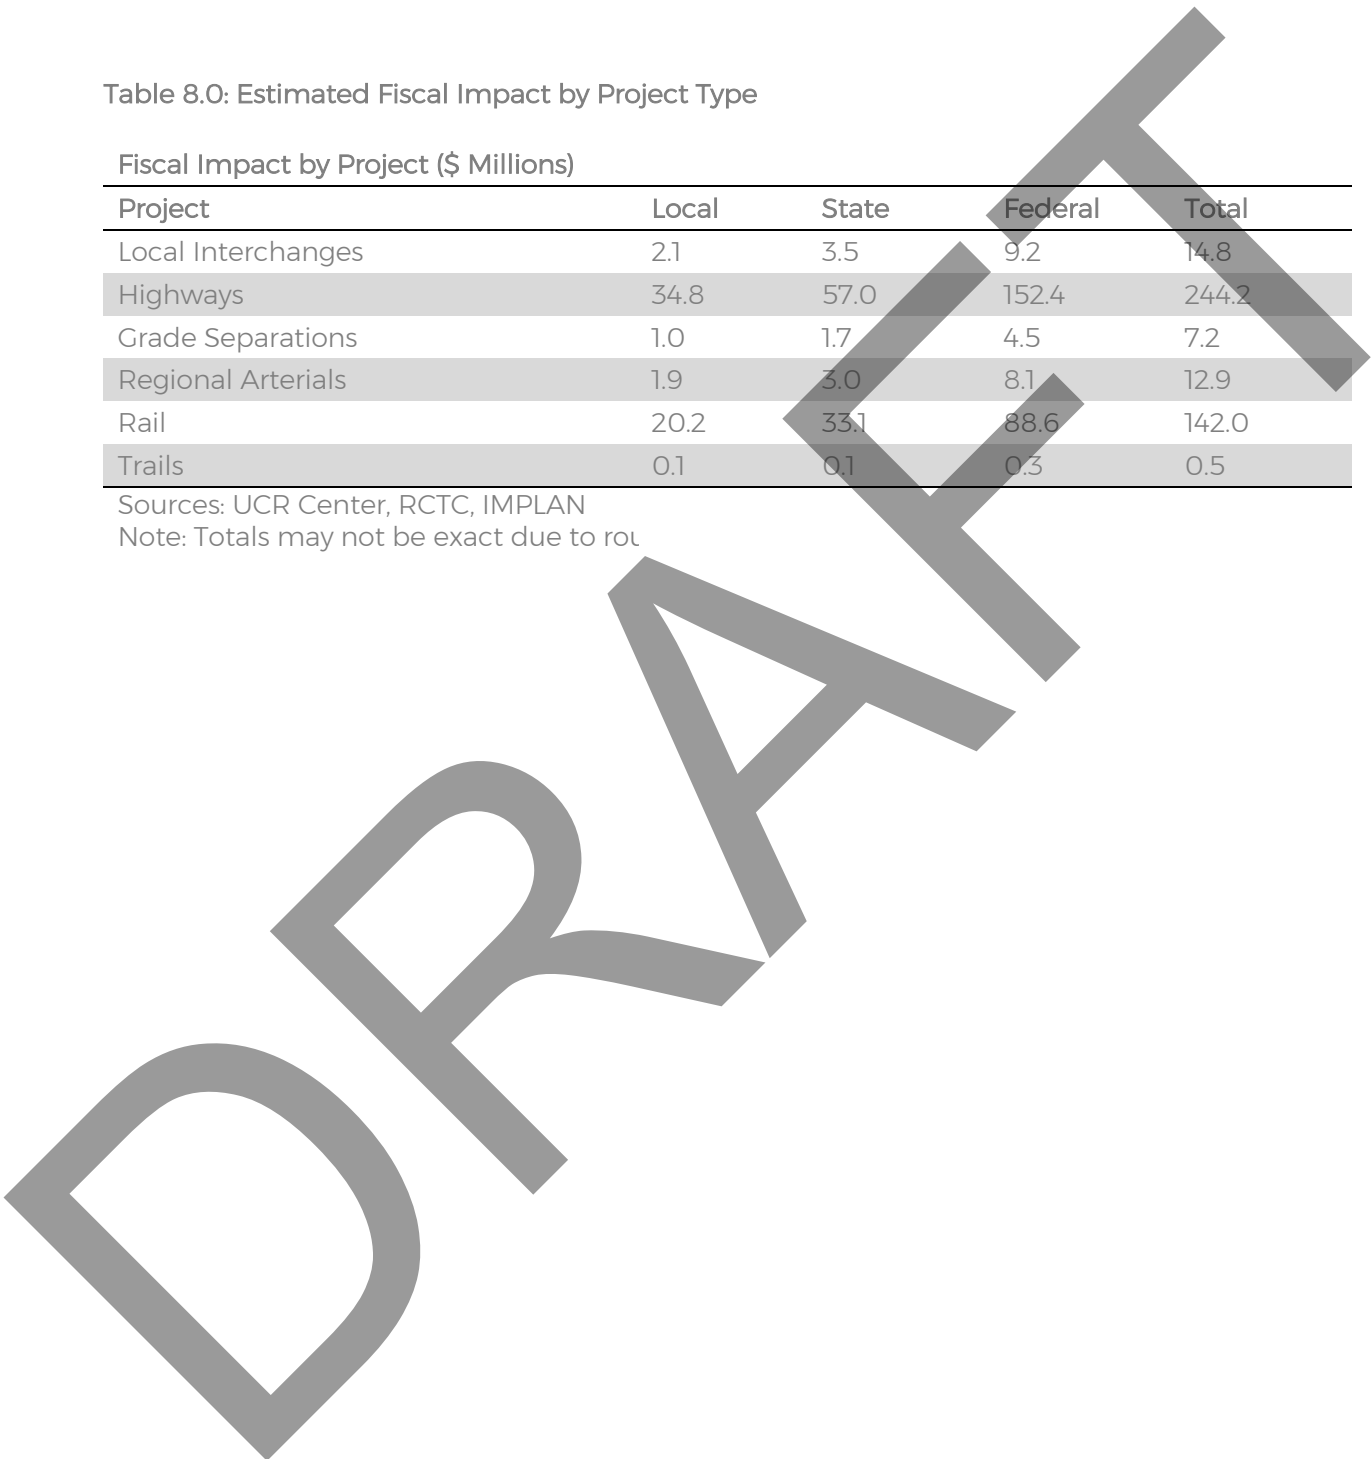 Table 8.0: Estimated Fiscal Impact by Project Type
Fiscal Impact by Project ($ Millions)
Project Local State Federal Total
Local Interchanges 2.1 3.5 9.2 14.8
Highways 34.8 57.0 152.4 244.2
Grade Separations 1.0 1.7 4.5 7.2
Regional Arterials 1.9 3.0 8.1 12.9
Rail 20.2 33.1 88.6 142.0
Trails 0.1 0.1 0.3 0.5
Sources: UCR Center, RCTC, IMPLAN
Note: Totals may not be exact due to
DRAFT